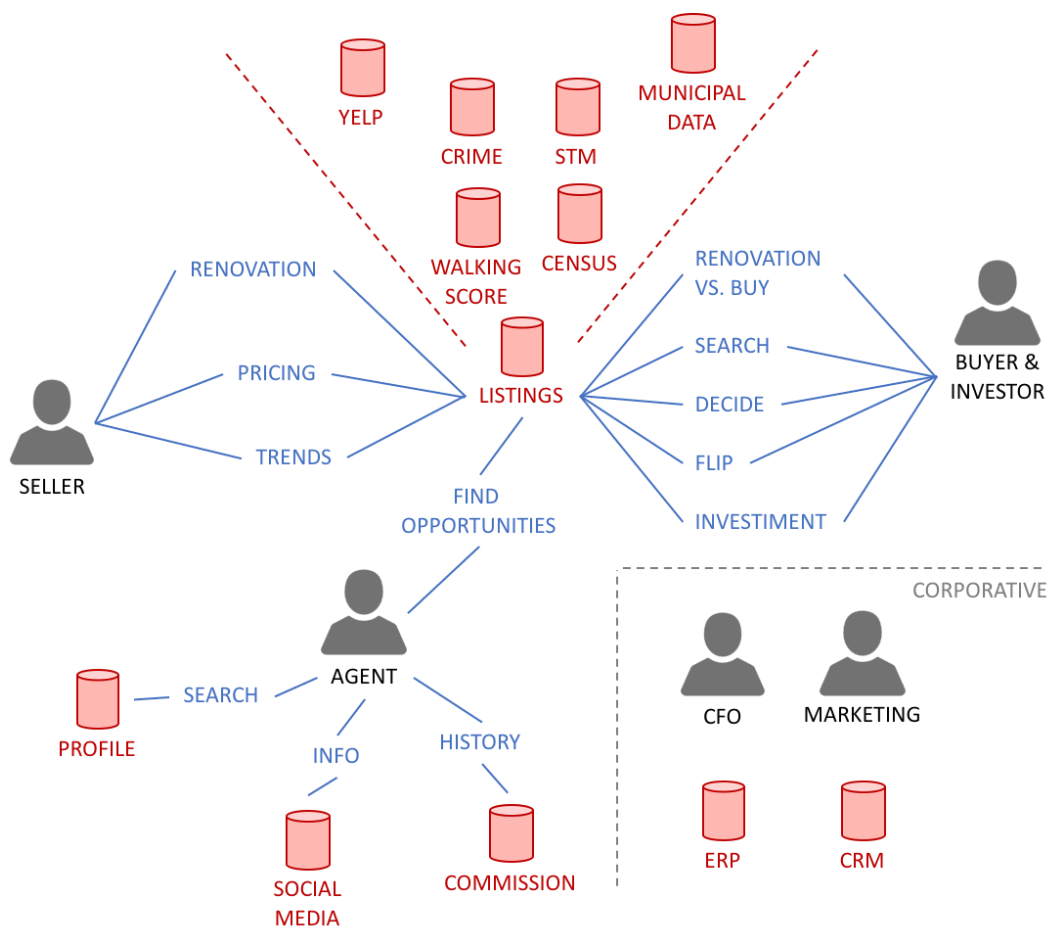 YELP
CRIME
STM
MUNICIPAL
DATA
WALKING
SCORE
CENSUS
LISTINGS
RENOVATION
PRICING
TRENDS
SELLER
RENOVATION
VS. BUY
SEARCH
DECIDE
FLIP
INVESTIMENT
BUYER &
INVESTOR
FIND
OPPORTUNITIES
AGENT
SEARCH
PROFILE
INFO
SOCIAL
MEDIA
HISTORY
COMMISSION
CORPORATIVE
CFO
MARKETING
ERP
CRM